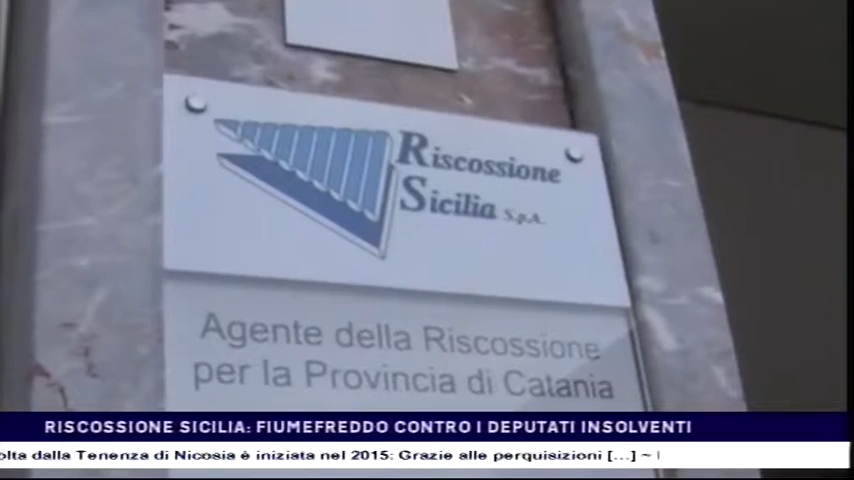 Riscossione
Sicilia S.p.A.
Agente della Riscossione
per la Provincia di Catania
RISCOSSIONE SICILIA: FIUMEFREDDO CONTRO I DEPUTATI INSOLVENTI
dalla Tenenza di Nicosia è iniziata nel 2015: Grazie alle perquisizioni [...] ~